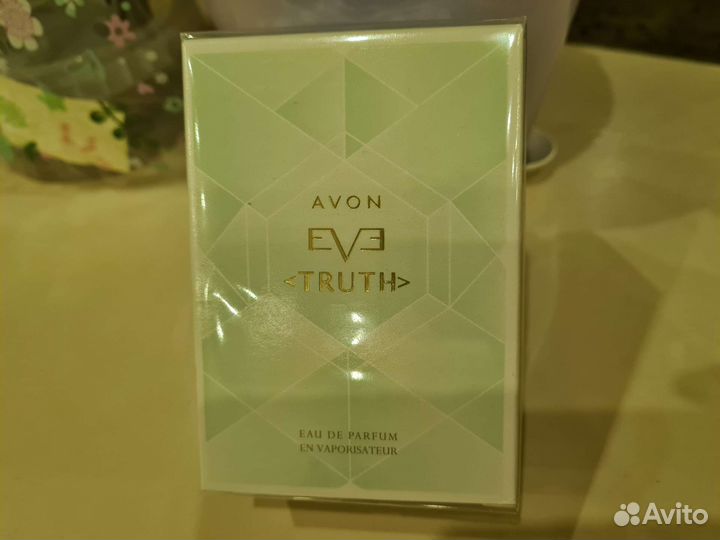 AVON
EVE
<TRUTH>
EAU DE PARFUM
EN VAPORISATEUR
Avito